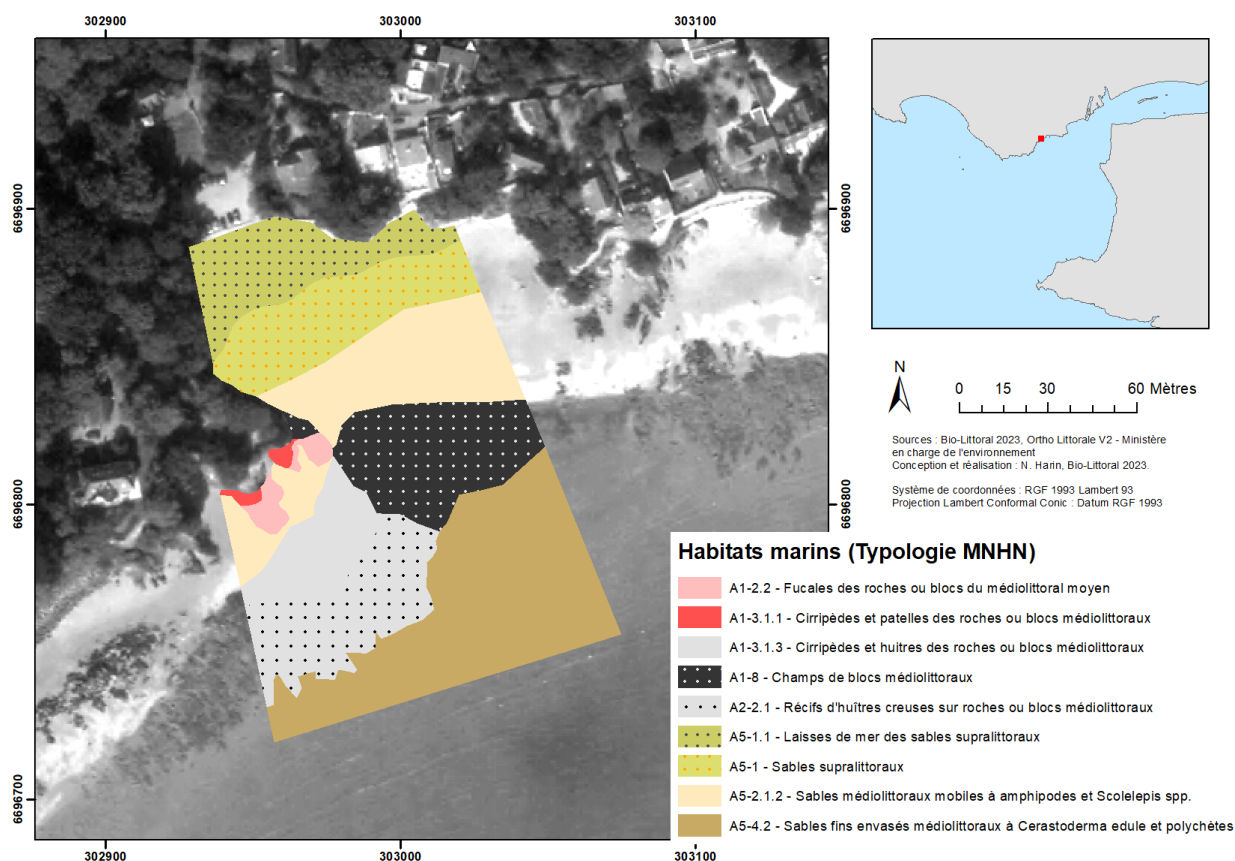 302900
303000
303100
6696900
6696900
6696800
6696800
6696700
302900
303000
303100
N
0 15 30 60 Mètres
Sources : Bio-Littoral 2023, Ortho Littorale V2 - Ministère
en charge de l'environnement
Conception et réalisation : N. Harin, Bio-Littoral 2023.
Système de coordonnées : RGF 1993 Lambert 93
Projection Lambert Conformal Conic : Datum RGF 1993
Habitats marins (Typologie MNHN)
A1-2.2 - Fucales des roches ou blocs du médiolittoral moyen
A1-3.1.1 - Cirripèdes et patelles des roches ou blocs médiolittoraux
A1-3.1.3 - Cirripèdes et huîtres des roches ou blocs médiolittoraux
A1-8 - Champs de blocs médiolittoraux
A2-2.1 - Récifs d'huîtres creuses sur roches ou blocs médiolittoraux
A5-1.1 - Laisses de mer des sables supralittoraux
A5-1 - Sables supralittoraux
A5-2.1.2 - Sables médiolittoraux mobiles à amphipodes et Scolelepis spp.
A5-4.2 - Sables fins envasés médiolittoraux à Cerastoderma edule et polychètes